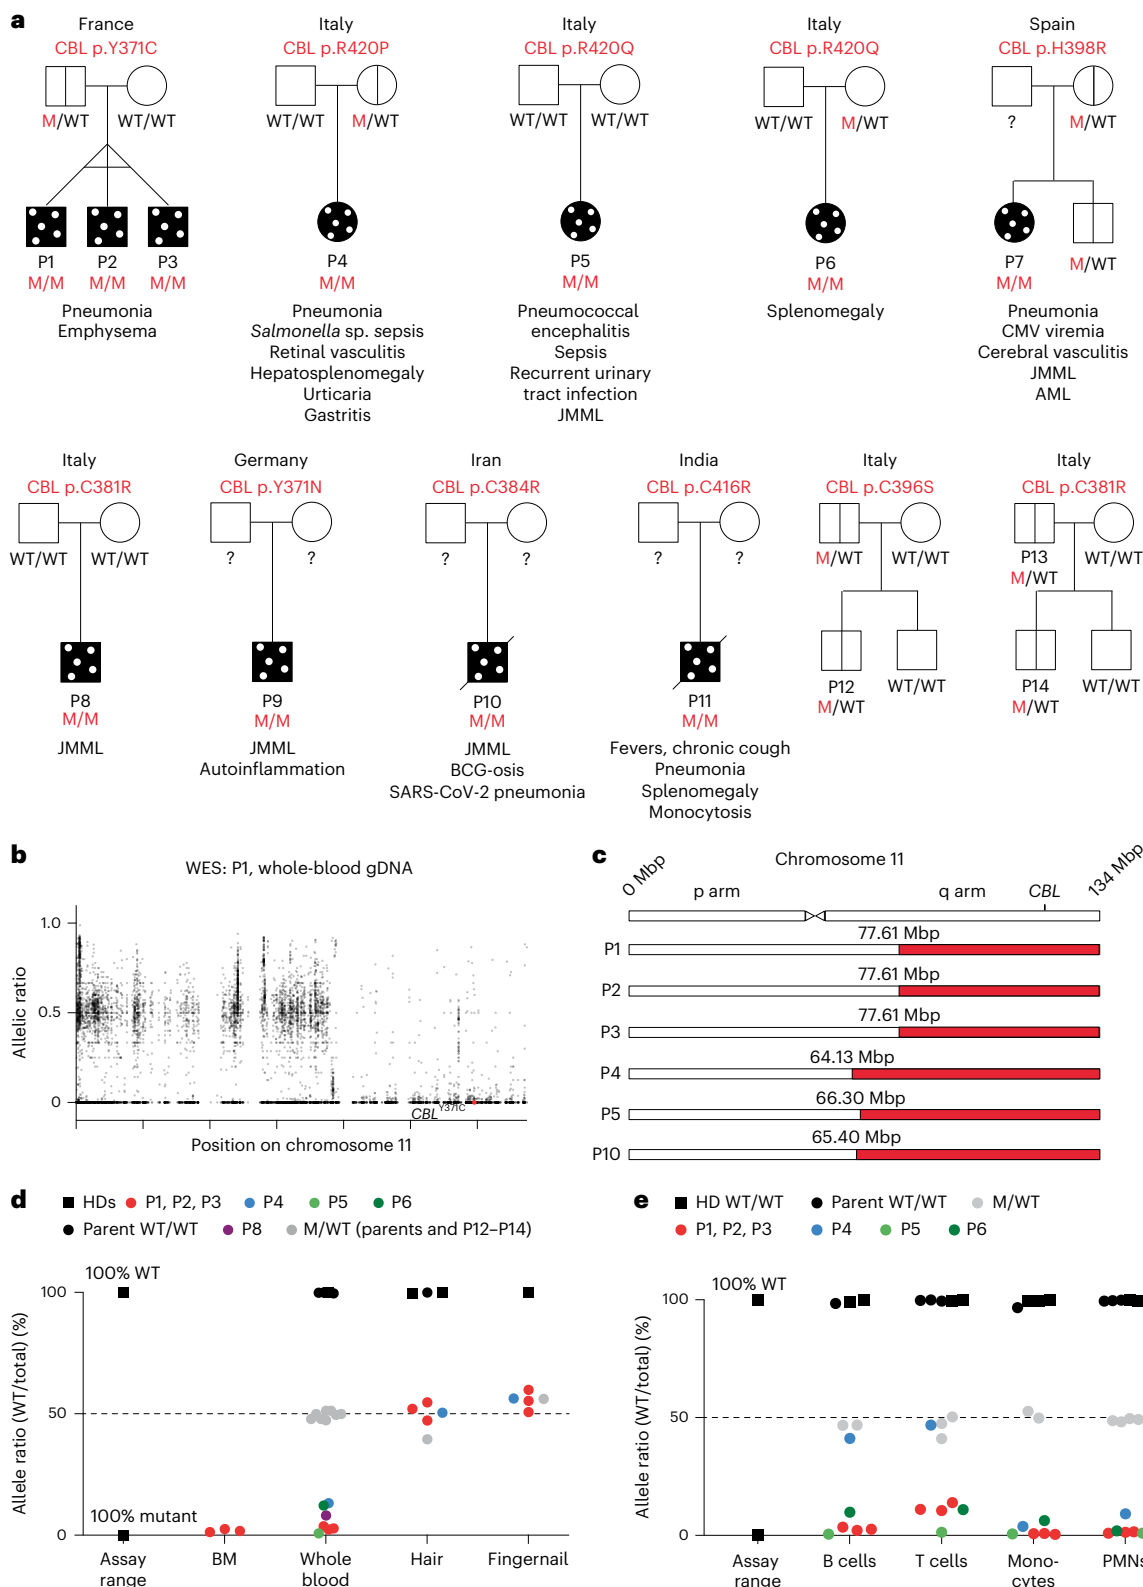 a
France Italy Italy Italy Spain
CBL p.Y371C CBL p.R420P CBL p.R420Q CBL p.R420Q CBL p.H398R
M/WT WT/WT WT/WT M/WT WT/WT WT/WT WT/WT M/WT ? M/WT
P1 P2 P3 P4 P5 P6 P7 M/WT
M/M M/M M/M M/M M/M M/M M/M
Pneumonia
Emphysema
Pneumonia
Salmonella sp. sepsis
Retinal vasculitis
Hepatosplenomegaly
Urticaria
Gastritis
Pneumococcal
encephalitis
Sepsis
Recurrent urinary
tract infection
JMML
Splenomegaly
Pneumonia
CMV viremia
Cerebral vasculitis
JMML
AML
Italy Germany Iran India Italy Italy
CBL p.C381R CBL p.Y371N CBL p.C384R CBL p.C416R CBL p.C396S CBL p.C381R
WT/WT WT/WT ? ? ? ? ? ? M/WT WT/WT P13 WT/WT
M/WT
P8 P9 P10 P11 P12 WT/WT P14 WT/WT
M/M M/M M/M M/M M/WT M/WT
JMML
JMML
Autoinflammation
JMML
BCG-osis
SARS-CoV-2 pneumonia
Fevers, chronic cough
Pneumonia
Splenomegaly
Monocytosis
b
WES: P1, whole-blood gDNA
Allelic ratio
1.0
0.5
0
CBL Y371C
Position on chromosome 11
c
Chromosome 11
0 Mbp 134 Mbp
p arm q arm CBL
77.61 Mbp
P1
77.61 Mbp
P2
77.61 Mbp
P3
64.13 Mbp
P4
66.30 Mbp
P5
65.40 Mbp
P10
d
HDs P1, P2, P3 P4 P5 P6
Parent WT/WT P8 M/WT (parents and P12–P14)
Allele ratio (WT/total) (%)
100% WT
100
50
100% mutant
0
Assay range
BM
Whole blood
Hair
Fingernail
e
HD WT/WT Parent WT/WT M/WT
P1, P2, P3 P4 P5 P6
Allele ratio (WT/total) (%)
100% WT
100
50
0
Assay range
B cells
T cells
Mono-
cytes
PMNs